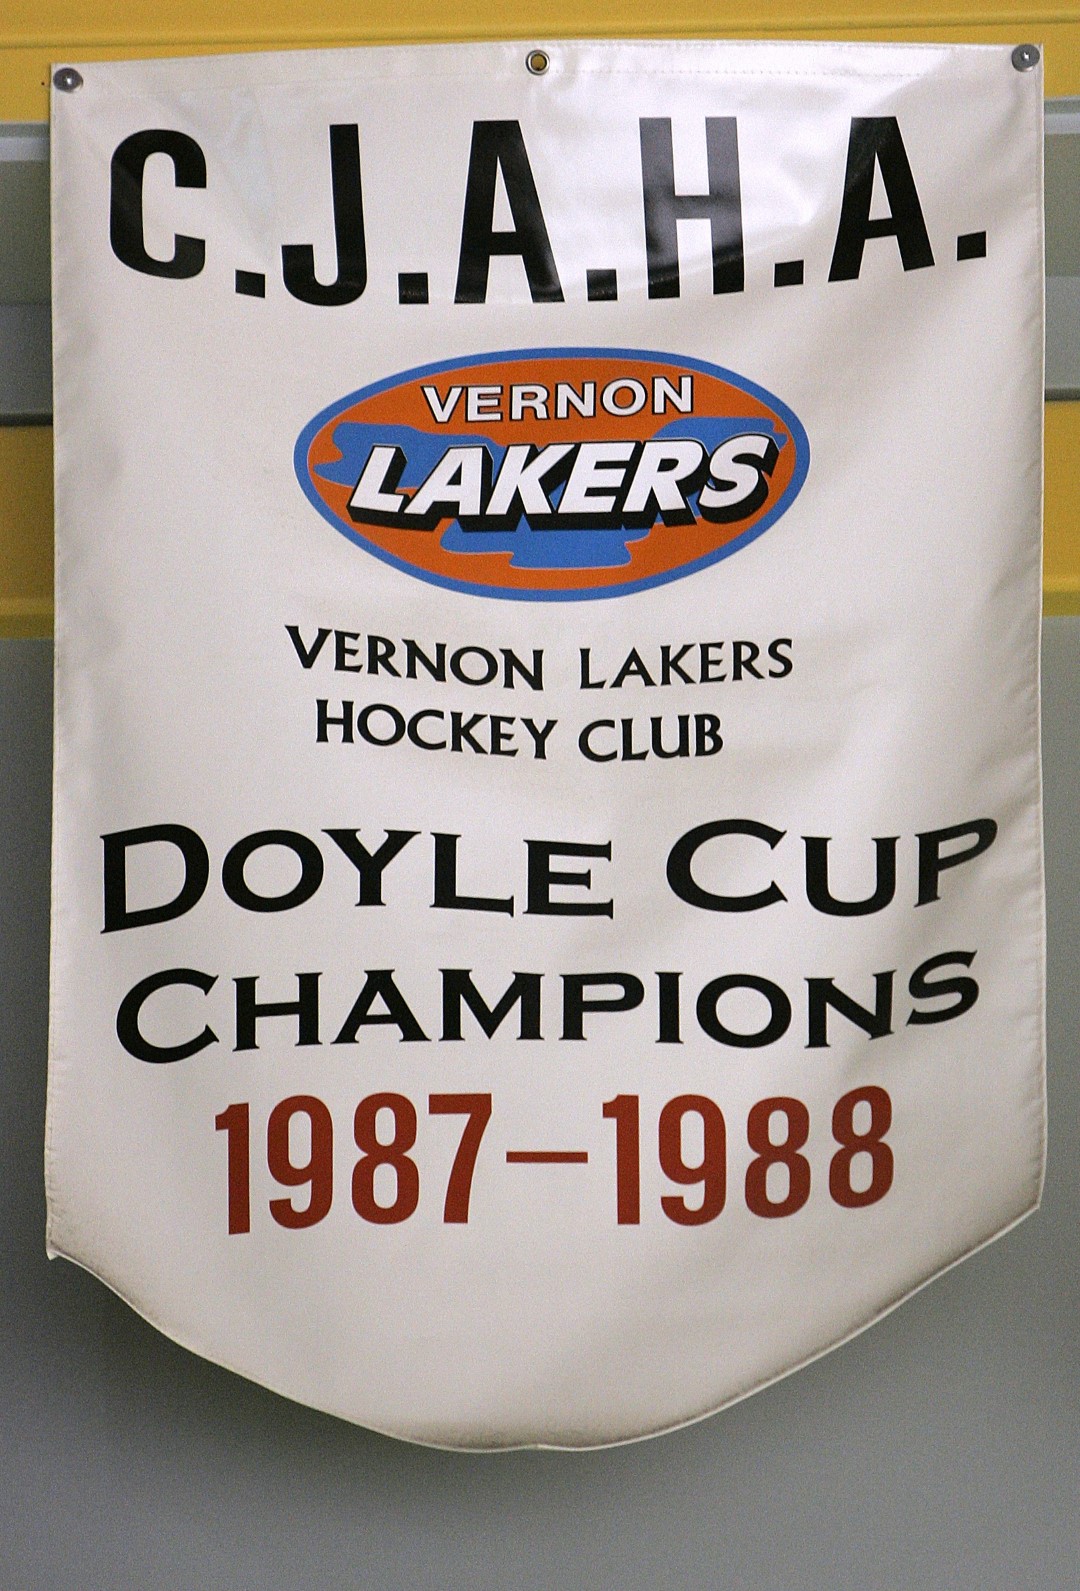 C.J.A.H.A.
VERNON
LAKERS
VERNON LAKERS
HOCKEY CLUB
DOYLE CUP
CHAMPIONS
1987-1988